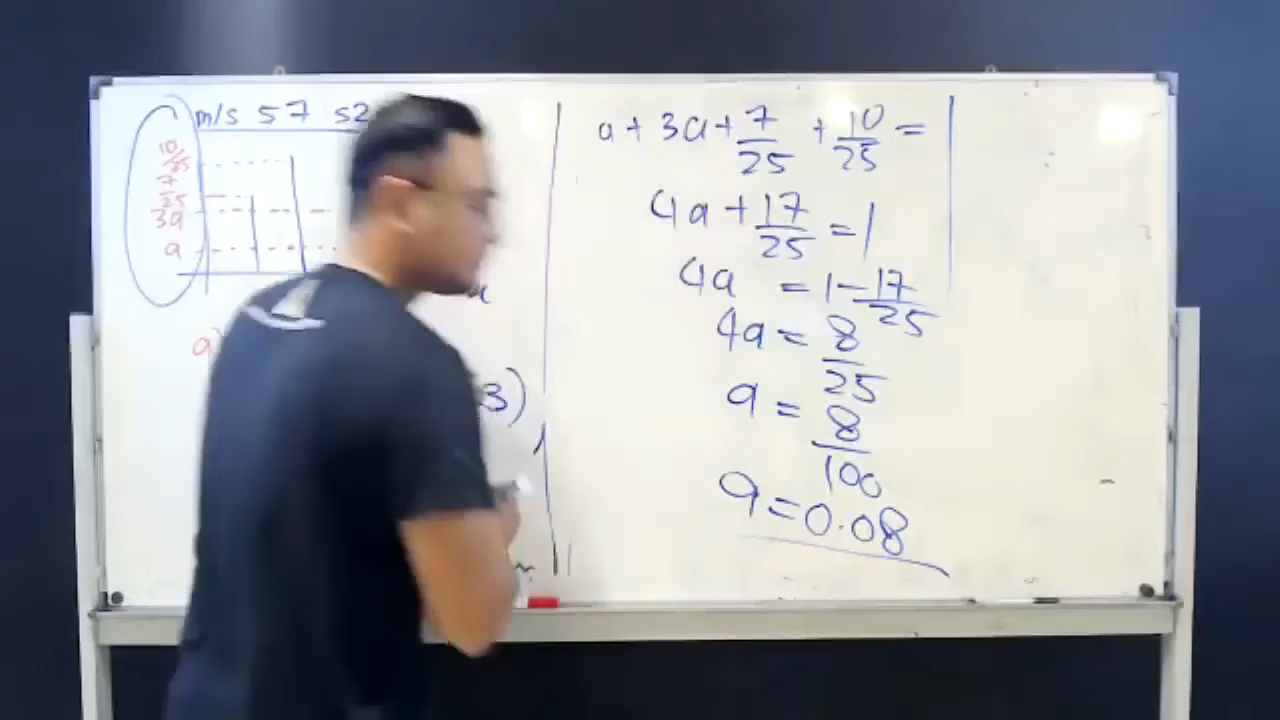 m/s 57 S2
10/25
7/25
3a
a
a)
3)
a + 3a + 7/25 + 10/25 =
4a + 17/25 = 1
4a = 1 - 17/25
4a = 8/25
a = 8/100
a = 0.08